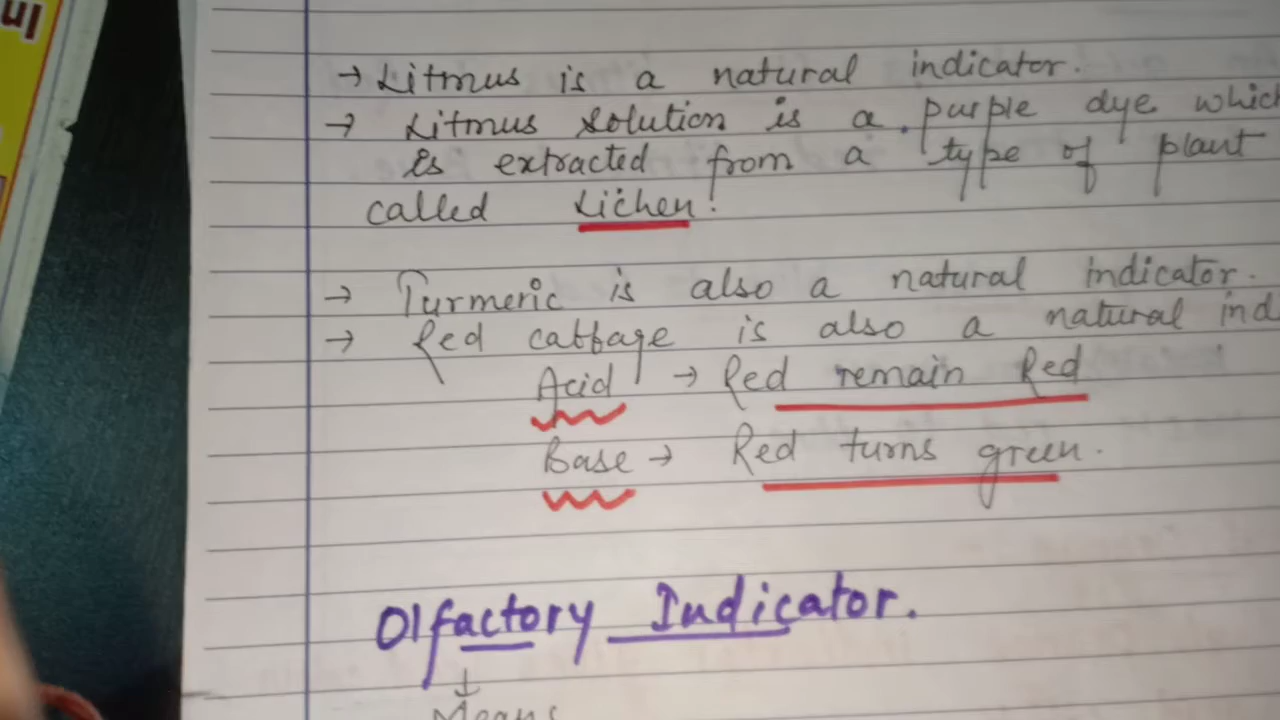 In
→ Litmus is a natural indicator.
→ Litmus solution is a purple dye which
is extracted from a type of plant
called Lichen.
→ Turmeric is also a natural indicator.
→ Red cabbage is also a natural ind
Acid → Red remain Red
Base → Red turns green.
Olfactory Indicator.
↓
Means